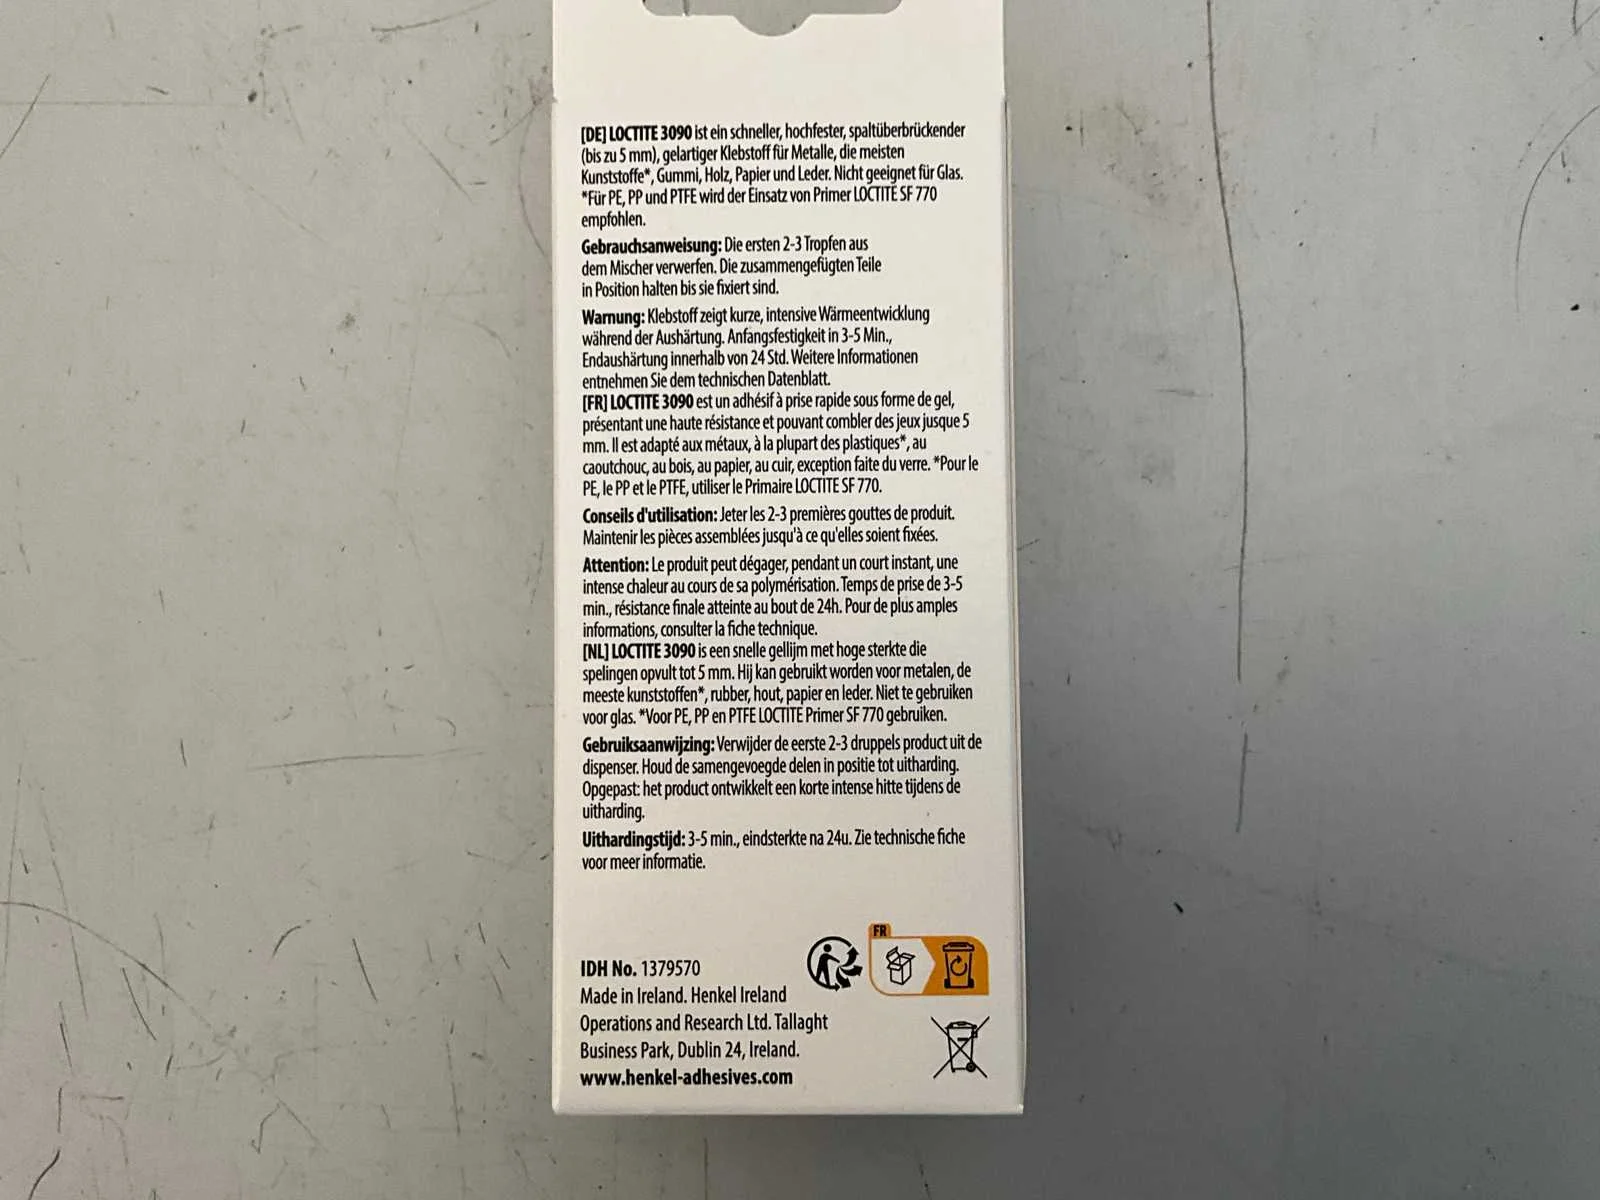 [DE] LOCTITE 3090 ist ein schneller, hochfester, spaltüberbrückender
(bis zu 5 mm), gelartiger Klebstoff für Metalle, die meisten
Kunststoffe*, Gummi, Holz, Papier und Leder. Nicht geeignet für Glas.
*Für PE, PP und PTFE wird der Einsatz von Primer LOCTITE SF 770
empfohlen.
Gebrauchsanweisung: Die ersten 2-3 Tropfen aus
dem Mischer verwerfen. Die zusammengefügten Teile
in Position halten bis sie fixiert sind.
Warnung: Klebstoff zeigt kurze, intensive Wärmeentwicklung
während der Aushärtung. Anfangsfestigkeit in 3-5 Min.,
Endaushärtung innerhalb von 24 Std. Weitere Informationen
entnehmen Sie dem technischen Datenblatt.
[FR] LOCTITE 3090 est un adhésif à prise rapide sous forme de gel,
présentant une haute résistance et pouvant combler des jeux jusque 5
mm. Il est adapté aux métaux, à la plupart des plastiques*, au
caoutchouc, au bois, au papier, au cuir, exception faite du verre. *Pour le
PE, le PP et le PTFE, utiliser le Primaire LOCTITE SF 770.
Conseils d'utilisation: Jeter les 2-3 premières gouttes de produit.
Maintenir les pièces assemblées jusqu'à ce qu'elles soient fixées.
Attention: Le produit peut dégager, pendant un court instant, une
intense chaleur au cours de sa polymérisation. Temps de prise de 3-5
min., résistance finale atteinte au bout de 24h. Pour de plus amples
informations, consulter la fiche technique.
[NL] LOCTITE 3090 is een snelle gellijm met hoge sterkte die
spelingen opvult tot 5 mm. Hij kan gebruikt worden voor metalen, de
meeste kunststoffen*, rubber, hout, papier en leder. Niet te gebruiken
voor glas. *Voor PE, PP en PTFE LOCTITE Primer SF 770 gebruiken.
Gebruiksaanwijzing: Verwijder de eerste 2-3 druppels product uit de
dispenser. Houd de samengevoegde delen in positie tot uitharding.
Opgepast: het product ontwikkelt een korte intense hitte tijdens de
uitharding.
Uithardingstijd: 3-5 min., eindsterkte na 24u. Zie technische fiche
voor meer informatie.
FR
IDH No. 1379570
Made in Ireland. Henkel Ireland
Operations and Research Ltd. Tallaght
Business Park, Dublin 24, Ireland.
www.henkel-adhesives.com